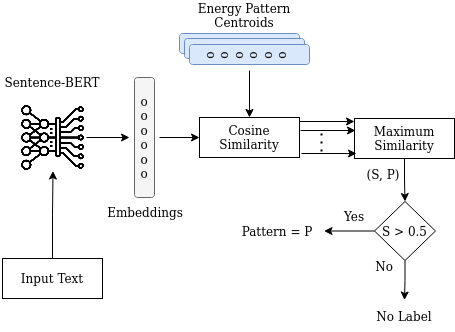 Energy Pattern
Centroids
o o o o o o
Sentence-BERT
o
o
o
o
o
o
Cosine
Similarity
Maximum
Similarity
(S, P)
Embeddings
Yes
Pattern = P
S > 0.5
No
Input Text
No Label